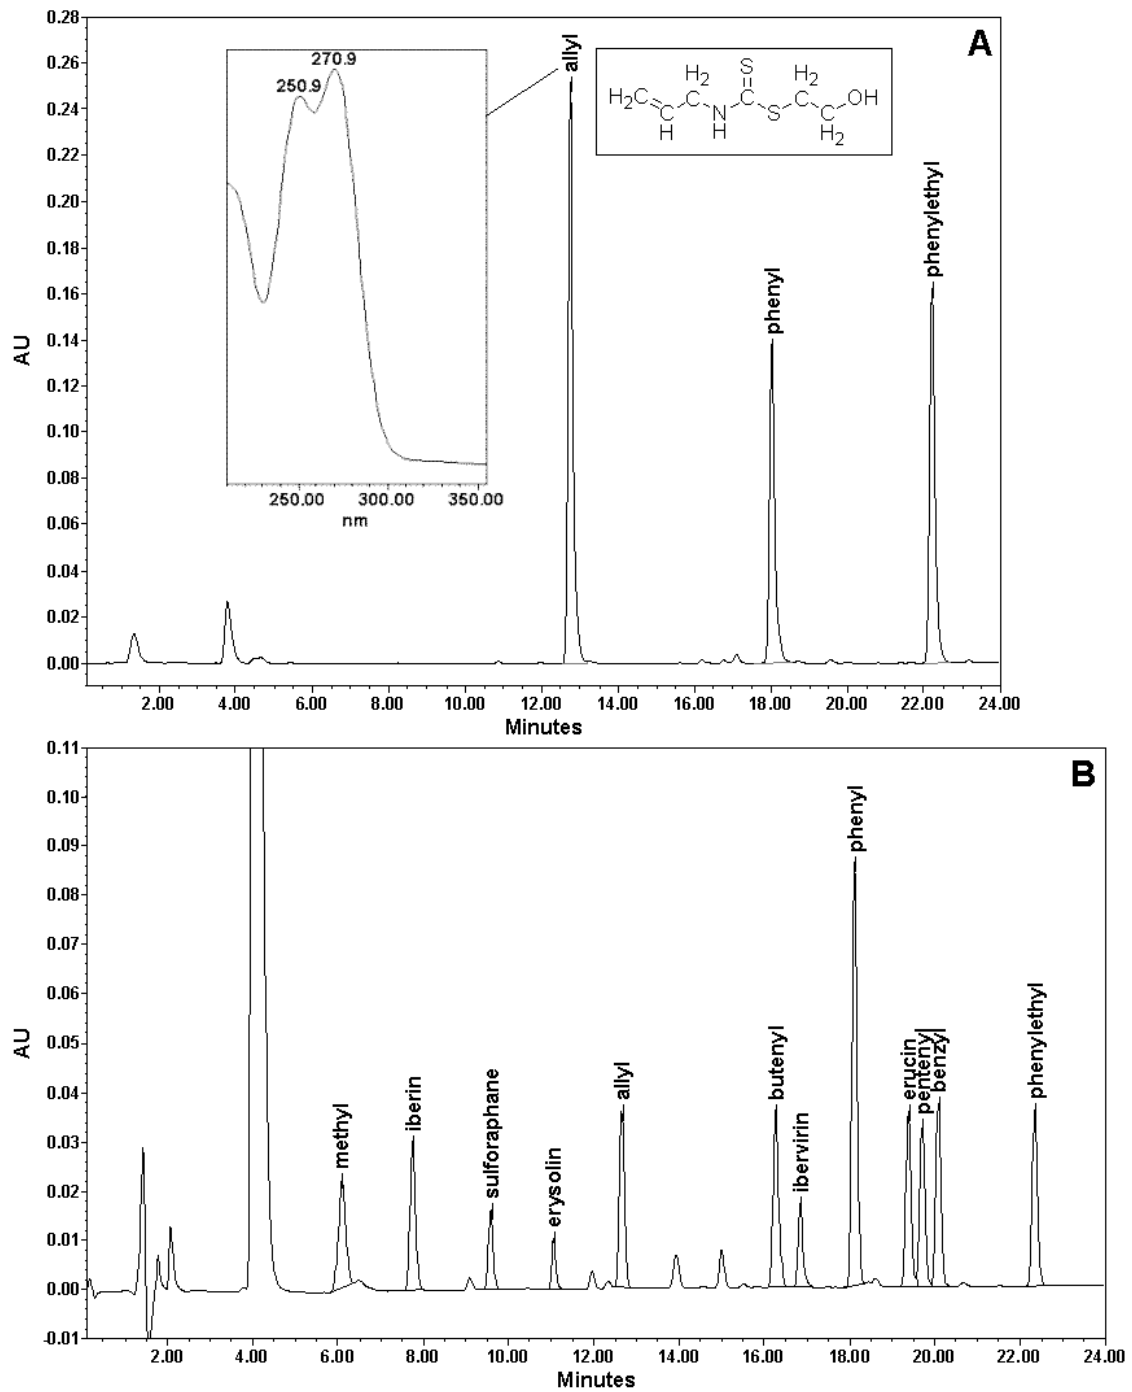 A
0.28
0.26
0.24
0.22
0.20
0.18
0.16
0.14
0.12
0.10
0.08
0.06
0.04
0.02
0.00
AU
250.9
270.9
250.00 300.00 350.00
nm
allyl
H2C
H
H2
N
H
S
S
H2
OH
H2
phenyl
phenylethyl
2.00 4.00 6.00 8.00 10.00 12.00 14.00 16.00 18.00 20.00 22.00 24.00
Minutes
B
0.11
0.10
0.09
0.08
0.07
0.06
0.05
0.04
0.03
0.02
0.01
0.00
-0.01
AU
methyl
iberin
sulforaphane
erysolin
allyl
butenyl
ibervirin
phenyl
erucin
pentenyl
benzyl
phenylethyl
2.00 4.00 6.00 8.00 10.00 12.00 14.00 16.00 18.00 20.00 22.00 24.00
Minutes